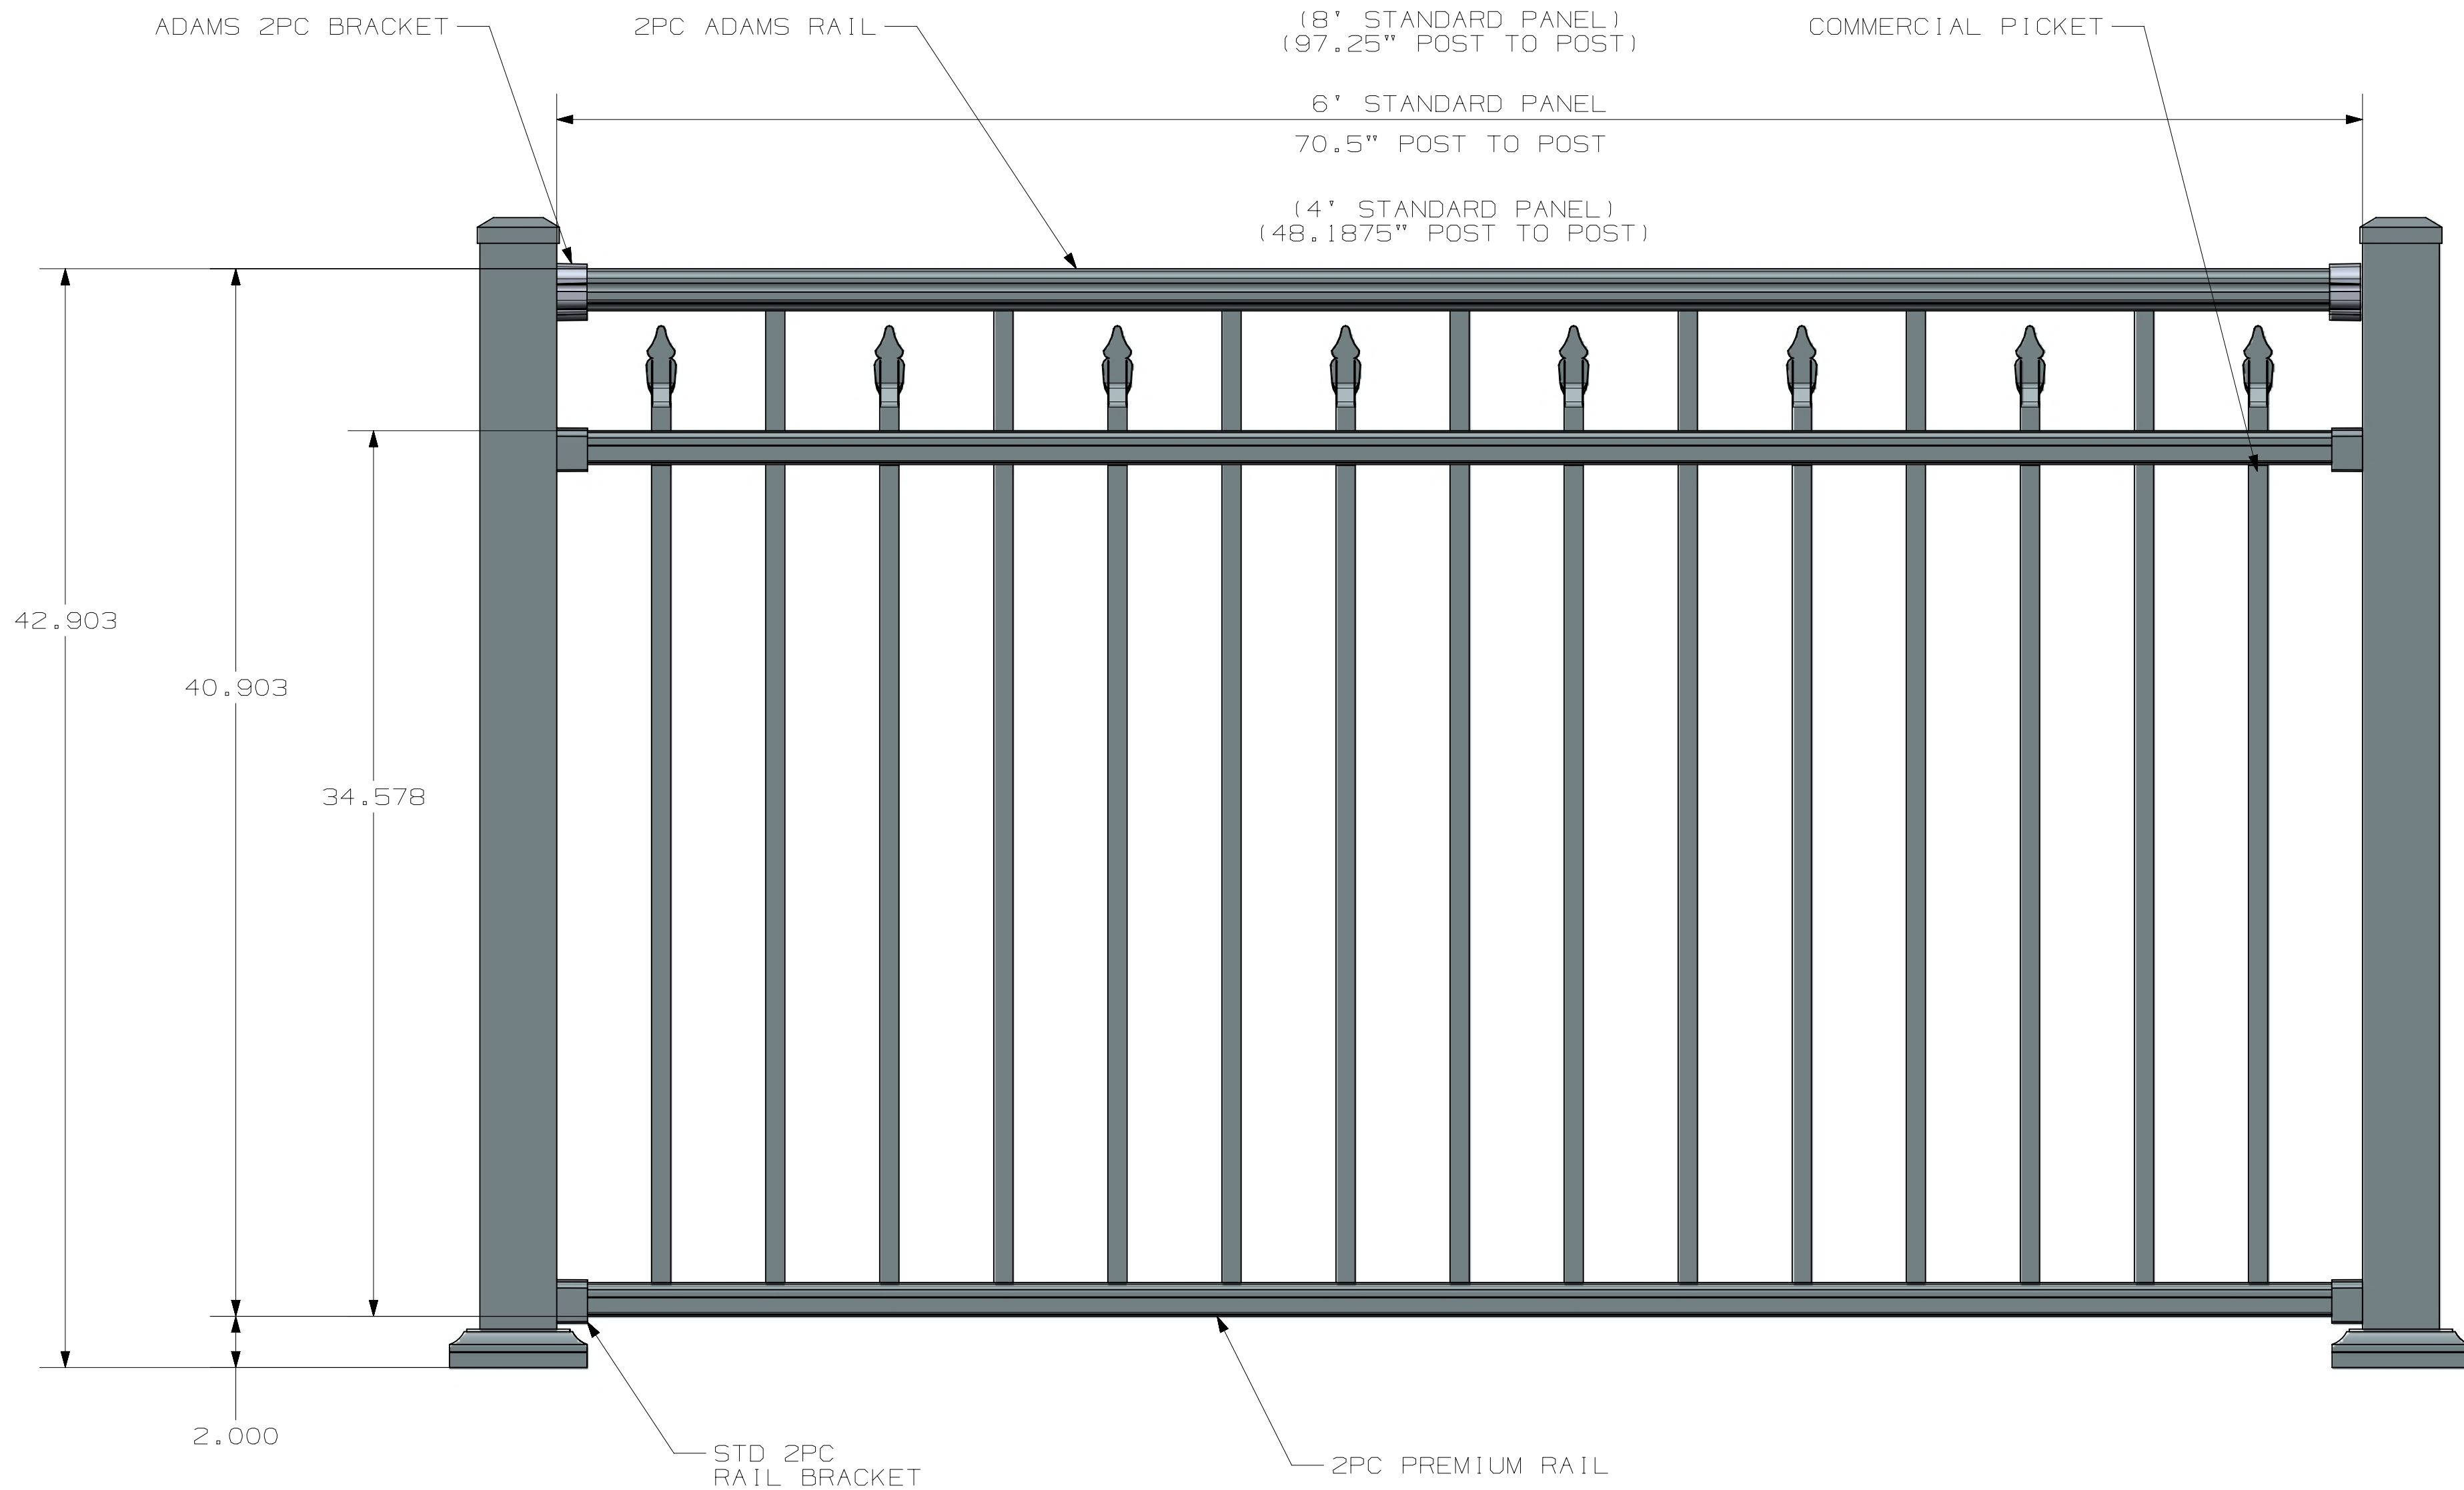 ADAMS 2PC BRACKET
2PC ADAMS RAIL
(8' STANDARD PANEL)
(97.25" POST TO POST)
COMMERCIAL PICKET
6' STANDARD PANEL
70.5" POST TO POST
(4' STANDARD PANEL)
(48.1875" POST TO POST)
42.903
40.903
34.578
2.000
STD 2PC
RAIL BRACKET
2PC PREMIUM RAIL